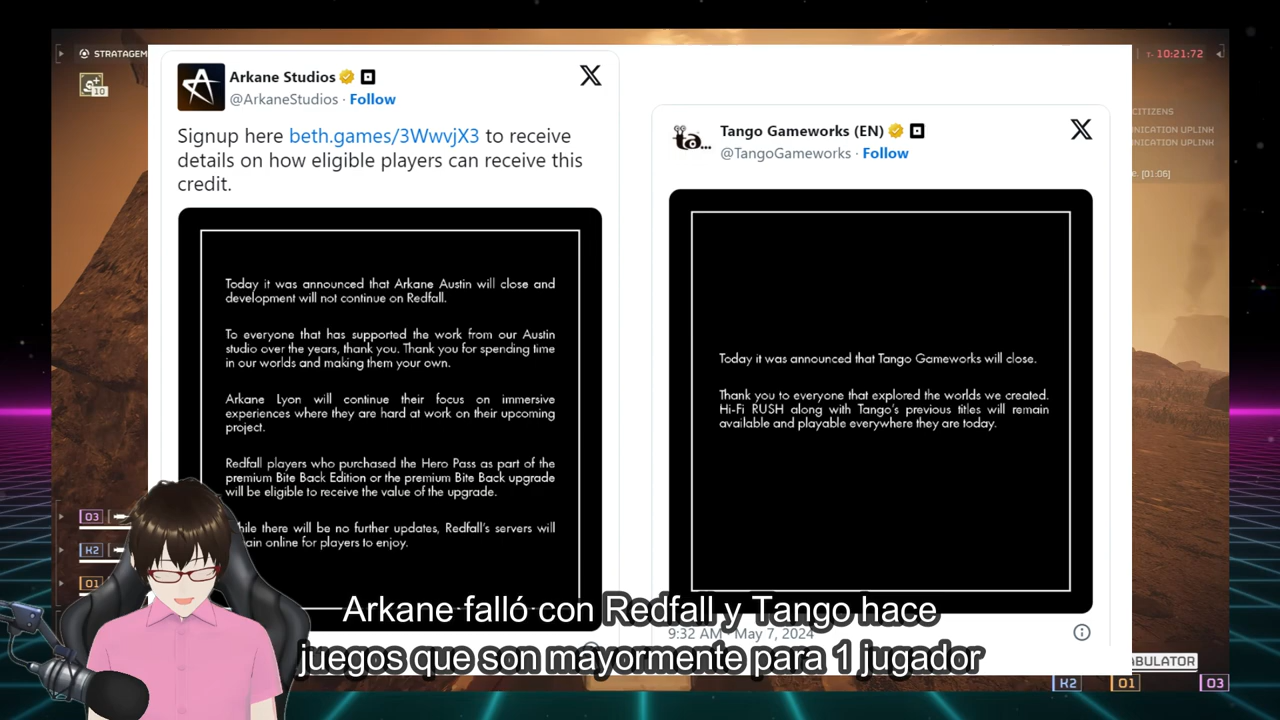 STRATAGEM
10
T- 10:21:72
CITIZENS
NICATION UPLINK
NICATION UPLINK
e. [01:06]
Arkane Studios
@ArkaneStudios · Follow
Signup here beth.games/3WwvjX3 to receive
details on how eligible players can receive this
credit.
Today it was announced that Arkane Austin will close and
development will not continue on Redfall.
To everyone that has supported the work from our Austin
studio over the years, thank you. Thank you for spending time
in our worlds and making them your own.
Arkane Lyon will continue their focus on immersive
experiences where they are hard at work on their upcoming
project.
Redfall players who purchased the Hero Pass as part of the
premium Bite Back Edition or the premium Bite Back upgrade
will be eligible to receive the value of the upgrade.
hile there will be no further updates, Redfall's servers will
ain online for players to enjoy.
Tango Gameworks (EN)
@TangoGameworks · Follow
Today it was announced that Tango Gameworks will close.
Thank you to everyone that explored the worlds we created.
Hi-Fi RUSH along with Tango's previous titles will remain
available and playable everywhere they are today.
9:32 AM · May 7, 2024
03
K2
01
Arkane falló con Redfall y Tango hace
juegos que son mayormente para 1 jugador
ABULATOR
K2
01
03